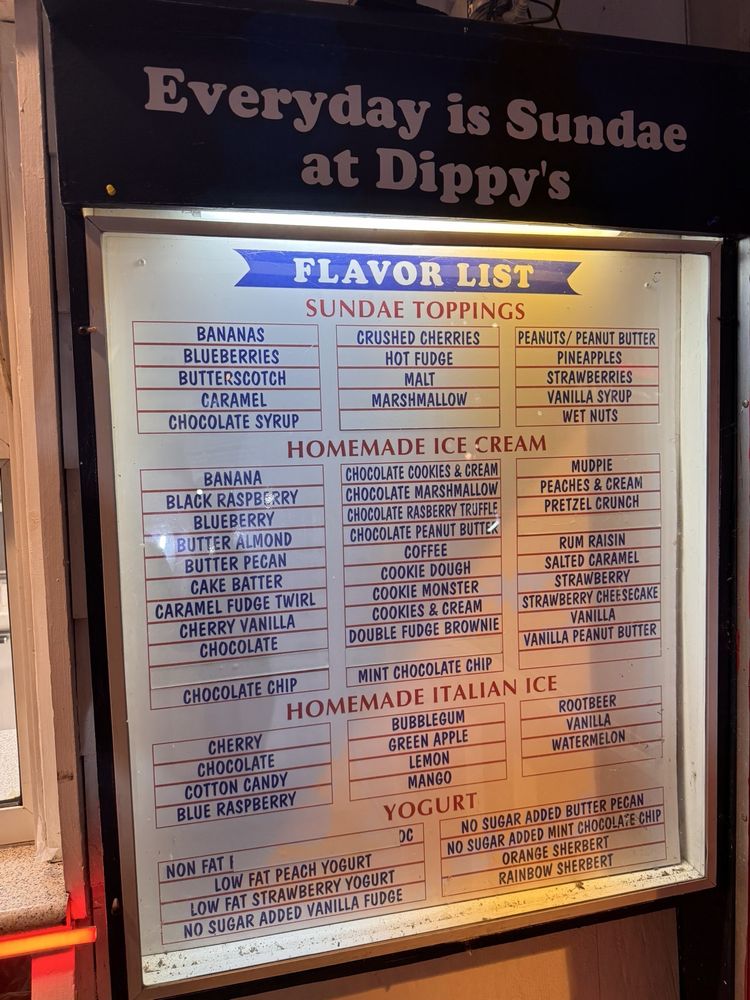 Everyday is Sundae
at Dippy's
FLAVOR LIST
SUNDAE TOPPINGS
BANANAS
BLUEBERRIES
BUTTERSCOTCH
CARAMEL
CHOCOLATE SYRUP
CRUSHED CHERRIES
HOT FUDGE
MALT
MARSHMALLOW
PEANUTS/ PEANUT BUTTER
PINEAPPLES
STRAWBERRIES
VANILLA SYRUP
WET NUTS
HOMEMADE ICE CREAM
BANANA
BLACK RASPBERRY
BLUEBERRY
BUTTER ALMOND
BUTTER PECAN
CAKE BATTER
CARAMEL FUDGE TWIRL
CHERRY VANILLA
CHOCOLATE
CHOCOLATE CHIP
CHOCOLATE COOKIES & CREAM
CHOCOLATE MARSHMALLOW
CHOCOLATE RASBERRY TRUFFLE
CHOCOLATE PEANUT BUTTER
COFFEE
COOKIE DOUGH
COOKIE MONSTER
COOKIES & CREAM
DOUBLE FUDGE BROWNIE
MINT CHOCOLATE CHIP
MUDPIE
PEACHES & CREAM
PRETZEL CRUNCH
RUM RAISIN
SALTED CARAMEL
STRAWBERRY
STRAWBERRY CHEESECAKE
VANILLA
VANILLA PEANUT BUTTER
HOMEMADE ITALIAN ICE
CHERRY
CHOCOLATE
COTTON CANDY
BLUE RASPBERRY
BUBBLEGUM
GREEN APPLE
LEMON
MANGO
ROOTBEER
VANILLA
WATERMELON
YOGURT
NON FAT
LOW FAT PEACH YOGURT
LOW FAT STRAWBERRY YOGURT
NO SUGAR ADDED VANILLA FUDGE
NO SUGAR ADDED BUTTER PECAN
NO SUGAR ADDED MINT CHOCOLATE CHIP
ORANGE SHERBERT
RAINBOW SHERBERT